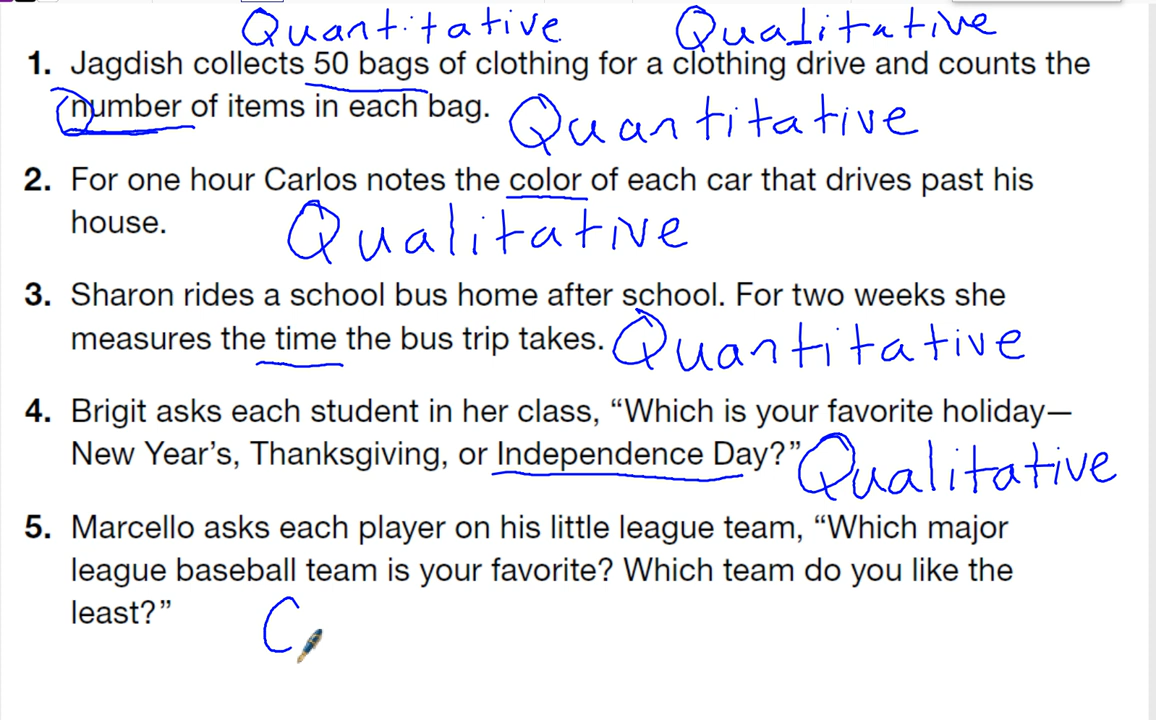 Quantitative Qualitative
1. Jagdish collects 50 bags of clothing for a clothing drive and counts the
number of items in each bag. Quantitative
2. For one hour Carlos notes the color of each car that drives past his
house. Qualitative
3. Sharon rides a school bus home after school. For two weeks she
measures the time the bus trip takes. Quantitative
4. Brigit asks each student in her class, “Which is your favorite holiday—
New Year’s, Thanksgiving, or Independence Day?” Qualitative
5. Marcello asks each player on his little league team, “Which major
league baseball team is your favorite? Which team do you like the
least?”